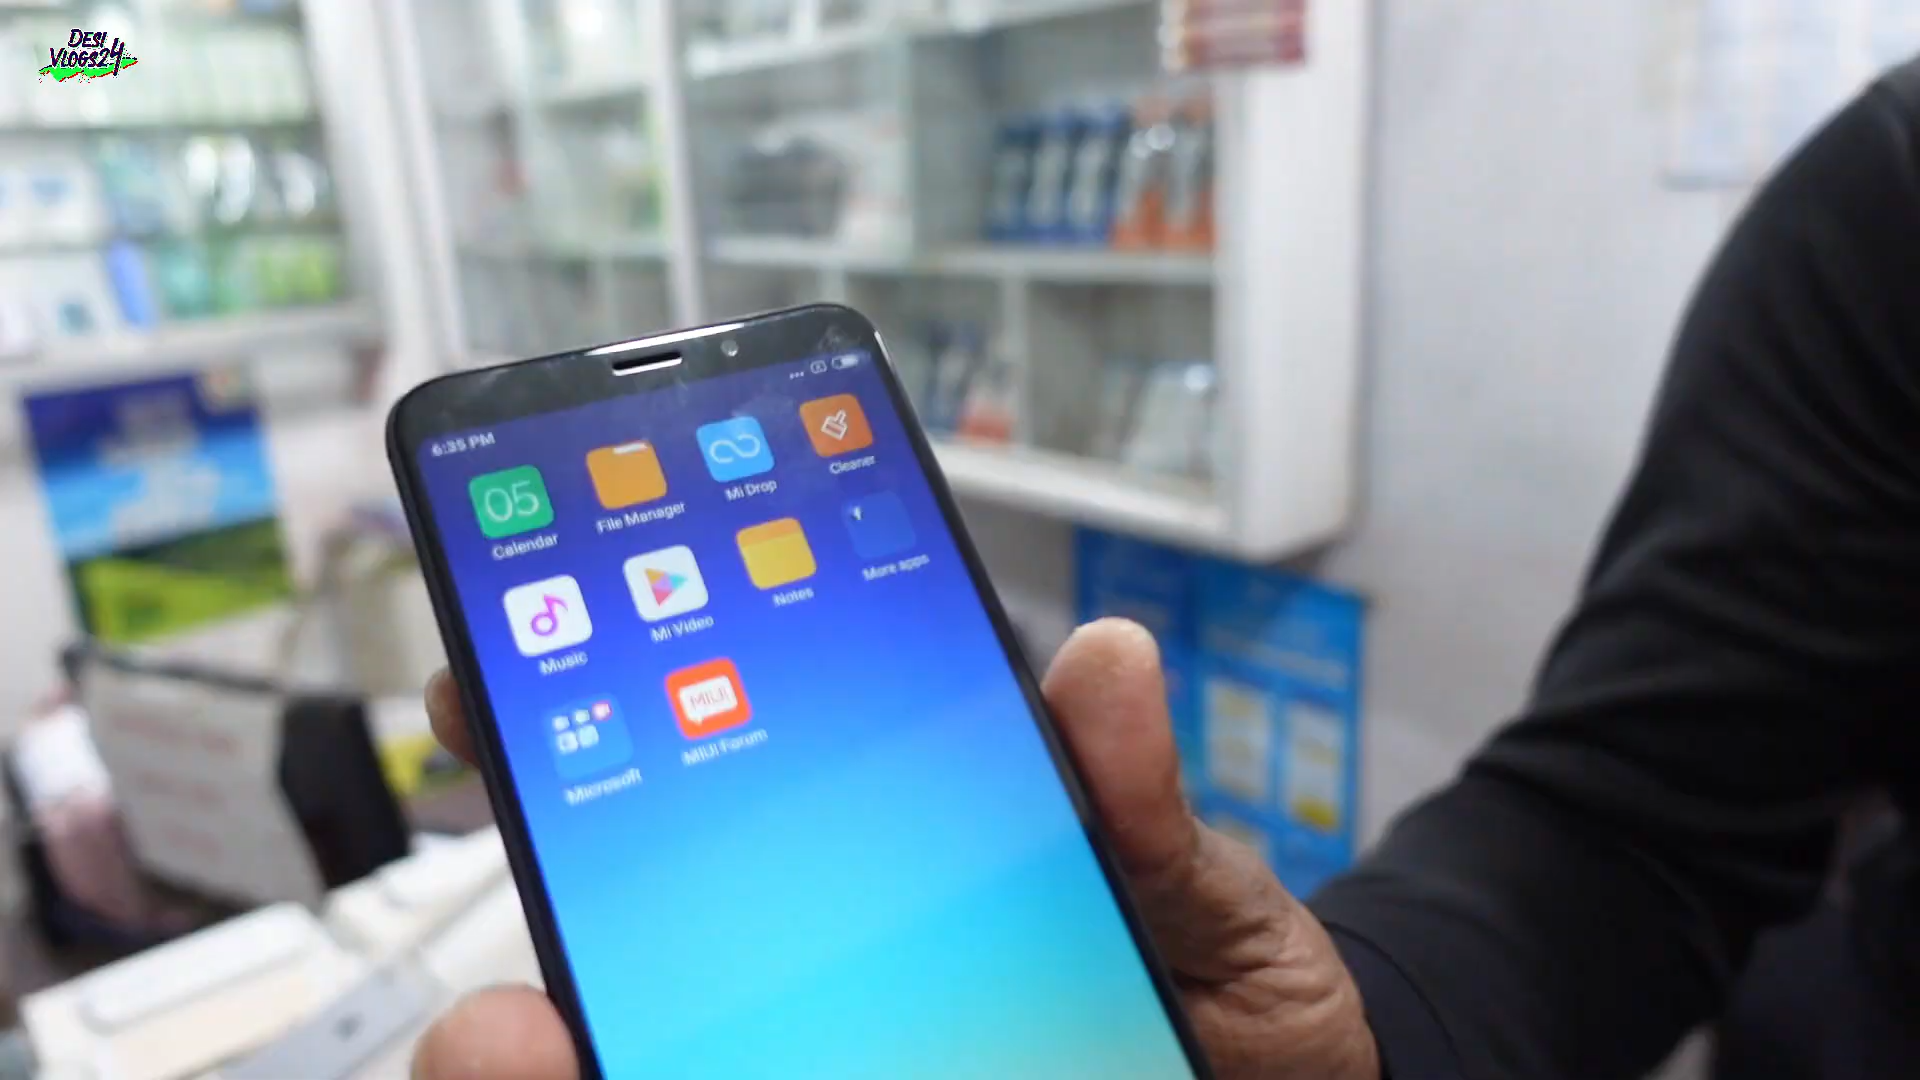 DESI
VLOGS24
6:35 PM
05
Calendar
File Manager
Mi Drop
Cleaner
Music
Mi Video
Notes
More apps
Microsoft
MIUI
MIUI Forum